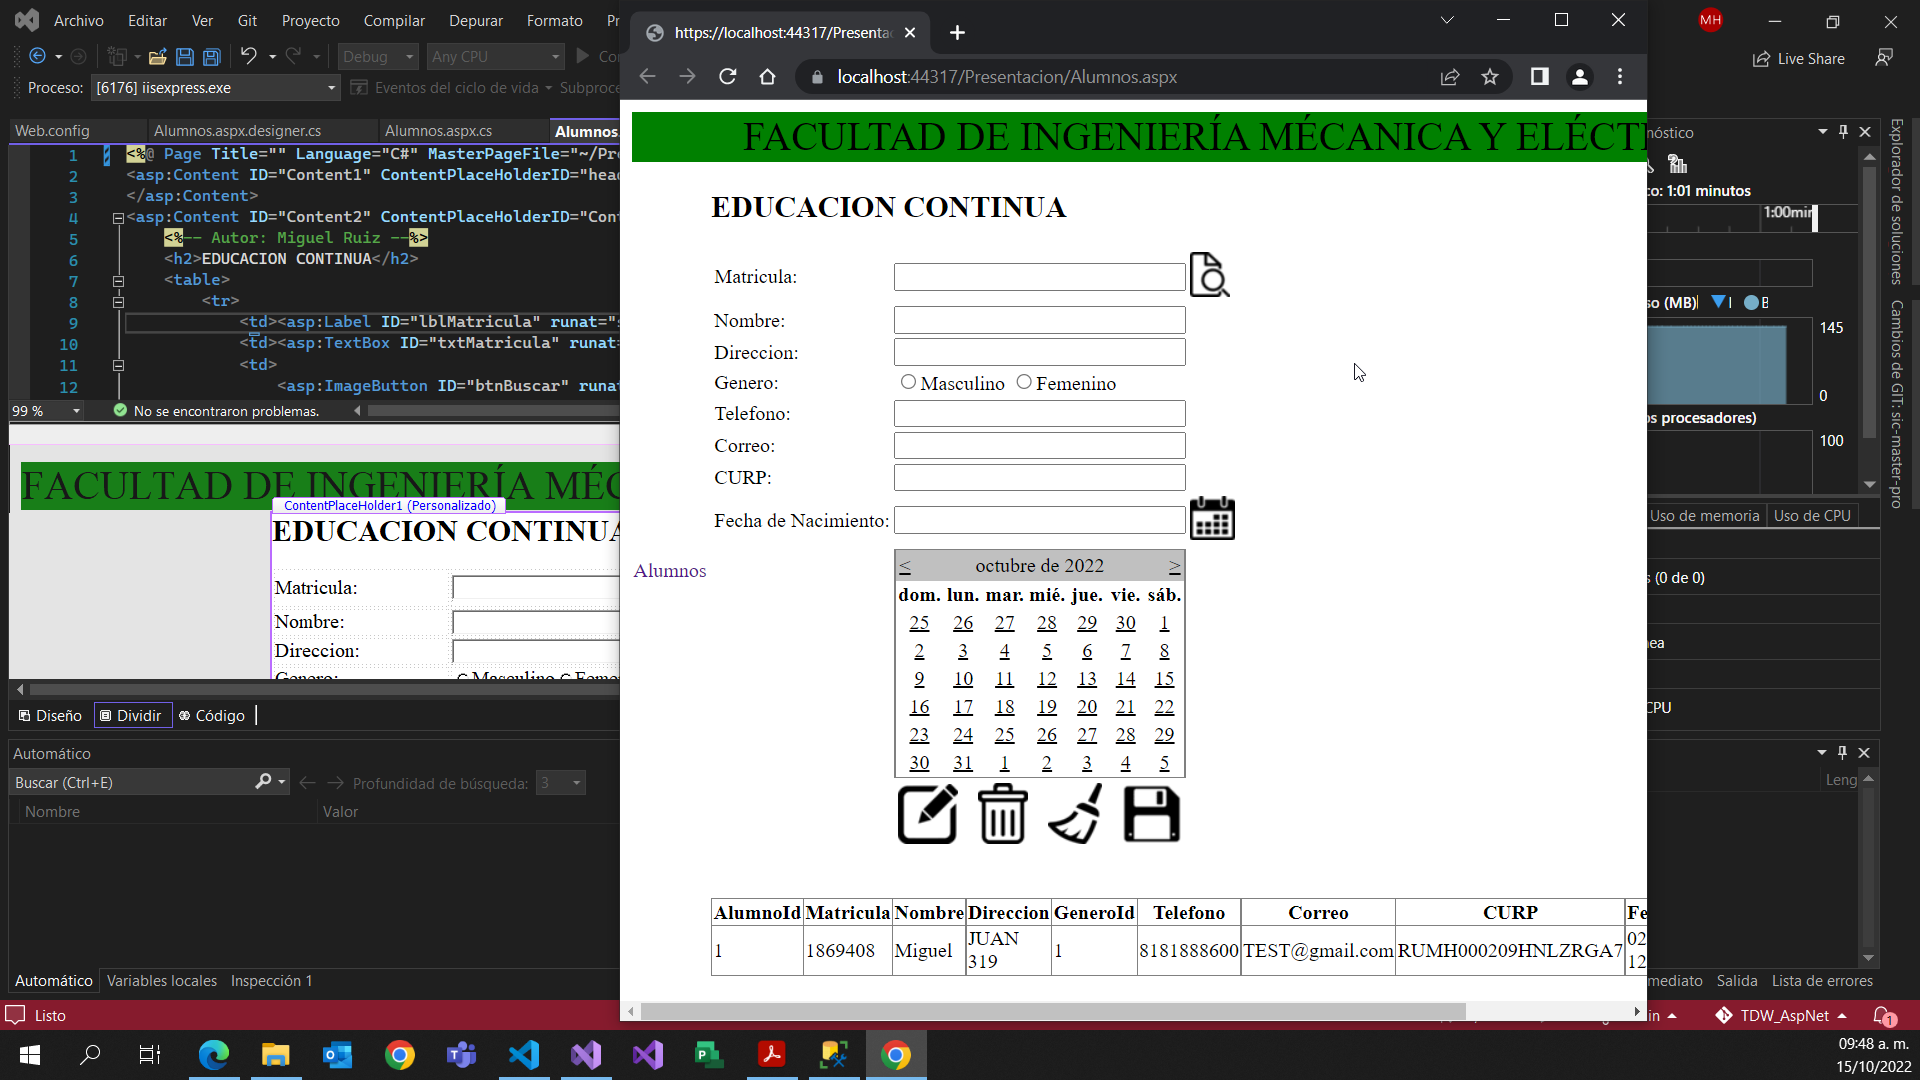 Archivo Editar Ver Git Proyecto Compilar Depurar Formato
MH
Debug Any CPU
Live Share
Proceso: [6176] iisexpress.exe Eventos del ciclo de vida
Web.config Alumnos.aspx.designer.cs Alumnos.aspx.cs Alumnos.
1 <%@ Page Title="" Language="C#" MasterPageFile="~/Pre
2 <asp:Content ID="Content1" ContentPlaceHolderID="head
3 </asp:Content>
4 <asp:Content ID="Content2" ContentPlaceHolderID="Con
5 <%-- Autor: Miguel Ruiz --%>
6 <h2>EDUCACION CONTINUA</h2>
7 <table>
8 <tr>
9 <td><asp:Label ID="lblMatricula" runat="s
10 <td><asp:TextBox ID="txtMatricula" runat=
11 <td>
12 <asp:ImageButton ID="btnBuscar" runat
99 % No se encontraron problemas.
FACULTAD DE INGENIERÍA MÉC
ContentPlaceHolder1 (Personalizado)
EDUCACION CONTINUA
Matricula:
Nombre:
Direccion:
Genero: Masculino Feme
Diseño Dividir Código
Automático
Buscar (Ctrl+E) Profundidad de búsqueda: 3
Nombre Valor
Automático Variables locales Inspección 1
Listo
https://localhost:44317/Presenta
localhost:44317/Presentacion/Alumnos.aspx
FACULTAD DE INGENIERÍA MÉCANICA Y ELÉCT
EDUCACION CONTINUA
Matricula:
Nombre:
Direccion:
Genero: Masculino Femenino
Telefono:
Correo:
CURP:
Fecha de Nacimiento:
Alumnos
< octubre de 2022 >
dom. lun. mar. mié. jue. vie. sáb.
25 26 27 28 29 30 1
2 3 4 5 6 7 8
9 10 11 12 13 14 15
16 17 18 19 20 21 22
23 24 25 26 27 28 29
30 31 1 2 3 4 5
AlumnoId Matricula Nombre Direccion GeneroId Telefono Correo CURP Fe
1 1869408 Miguel JUAN 319 1 8181888600 TEST@gmail.com RUMH000209HNLZRGA7 02 12
nóstico
o: 1:01 minutos
1:00min
so (MB)
145
0
os procesadores)
100
Uso de memoria Uso de CPU
s (0 de 0)
nea
CPU
Leng
mediato Salida Lista de errores
in TDW_AspNet 1
Explorador de soluciones
Cambios de GIT: sic-master-pro
09:48 a. m.
15/10/2022